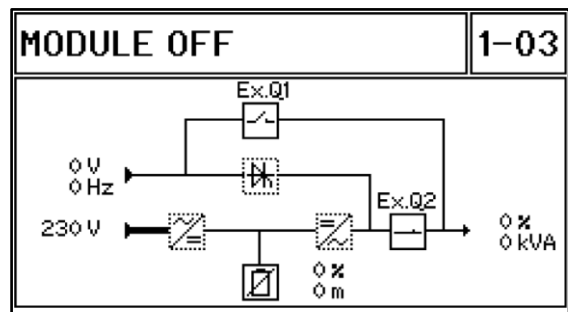 MODULE OFF
1-03
Ex.Q1
0 V
0 Hz
Ex.Q2
230 V
0 %
0 kVA
0 %
0 m